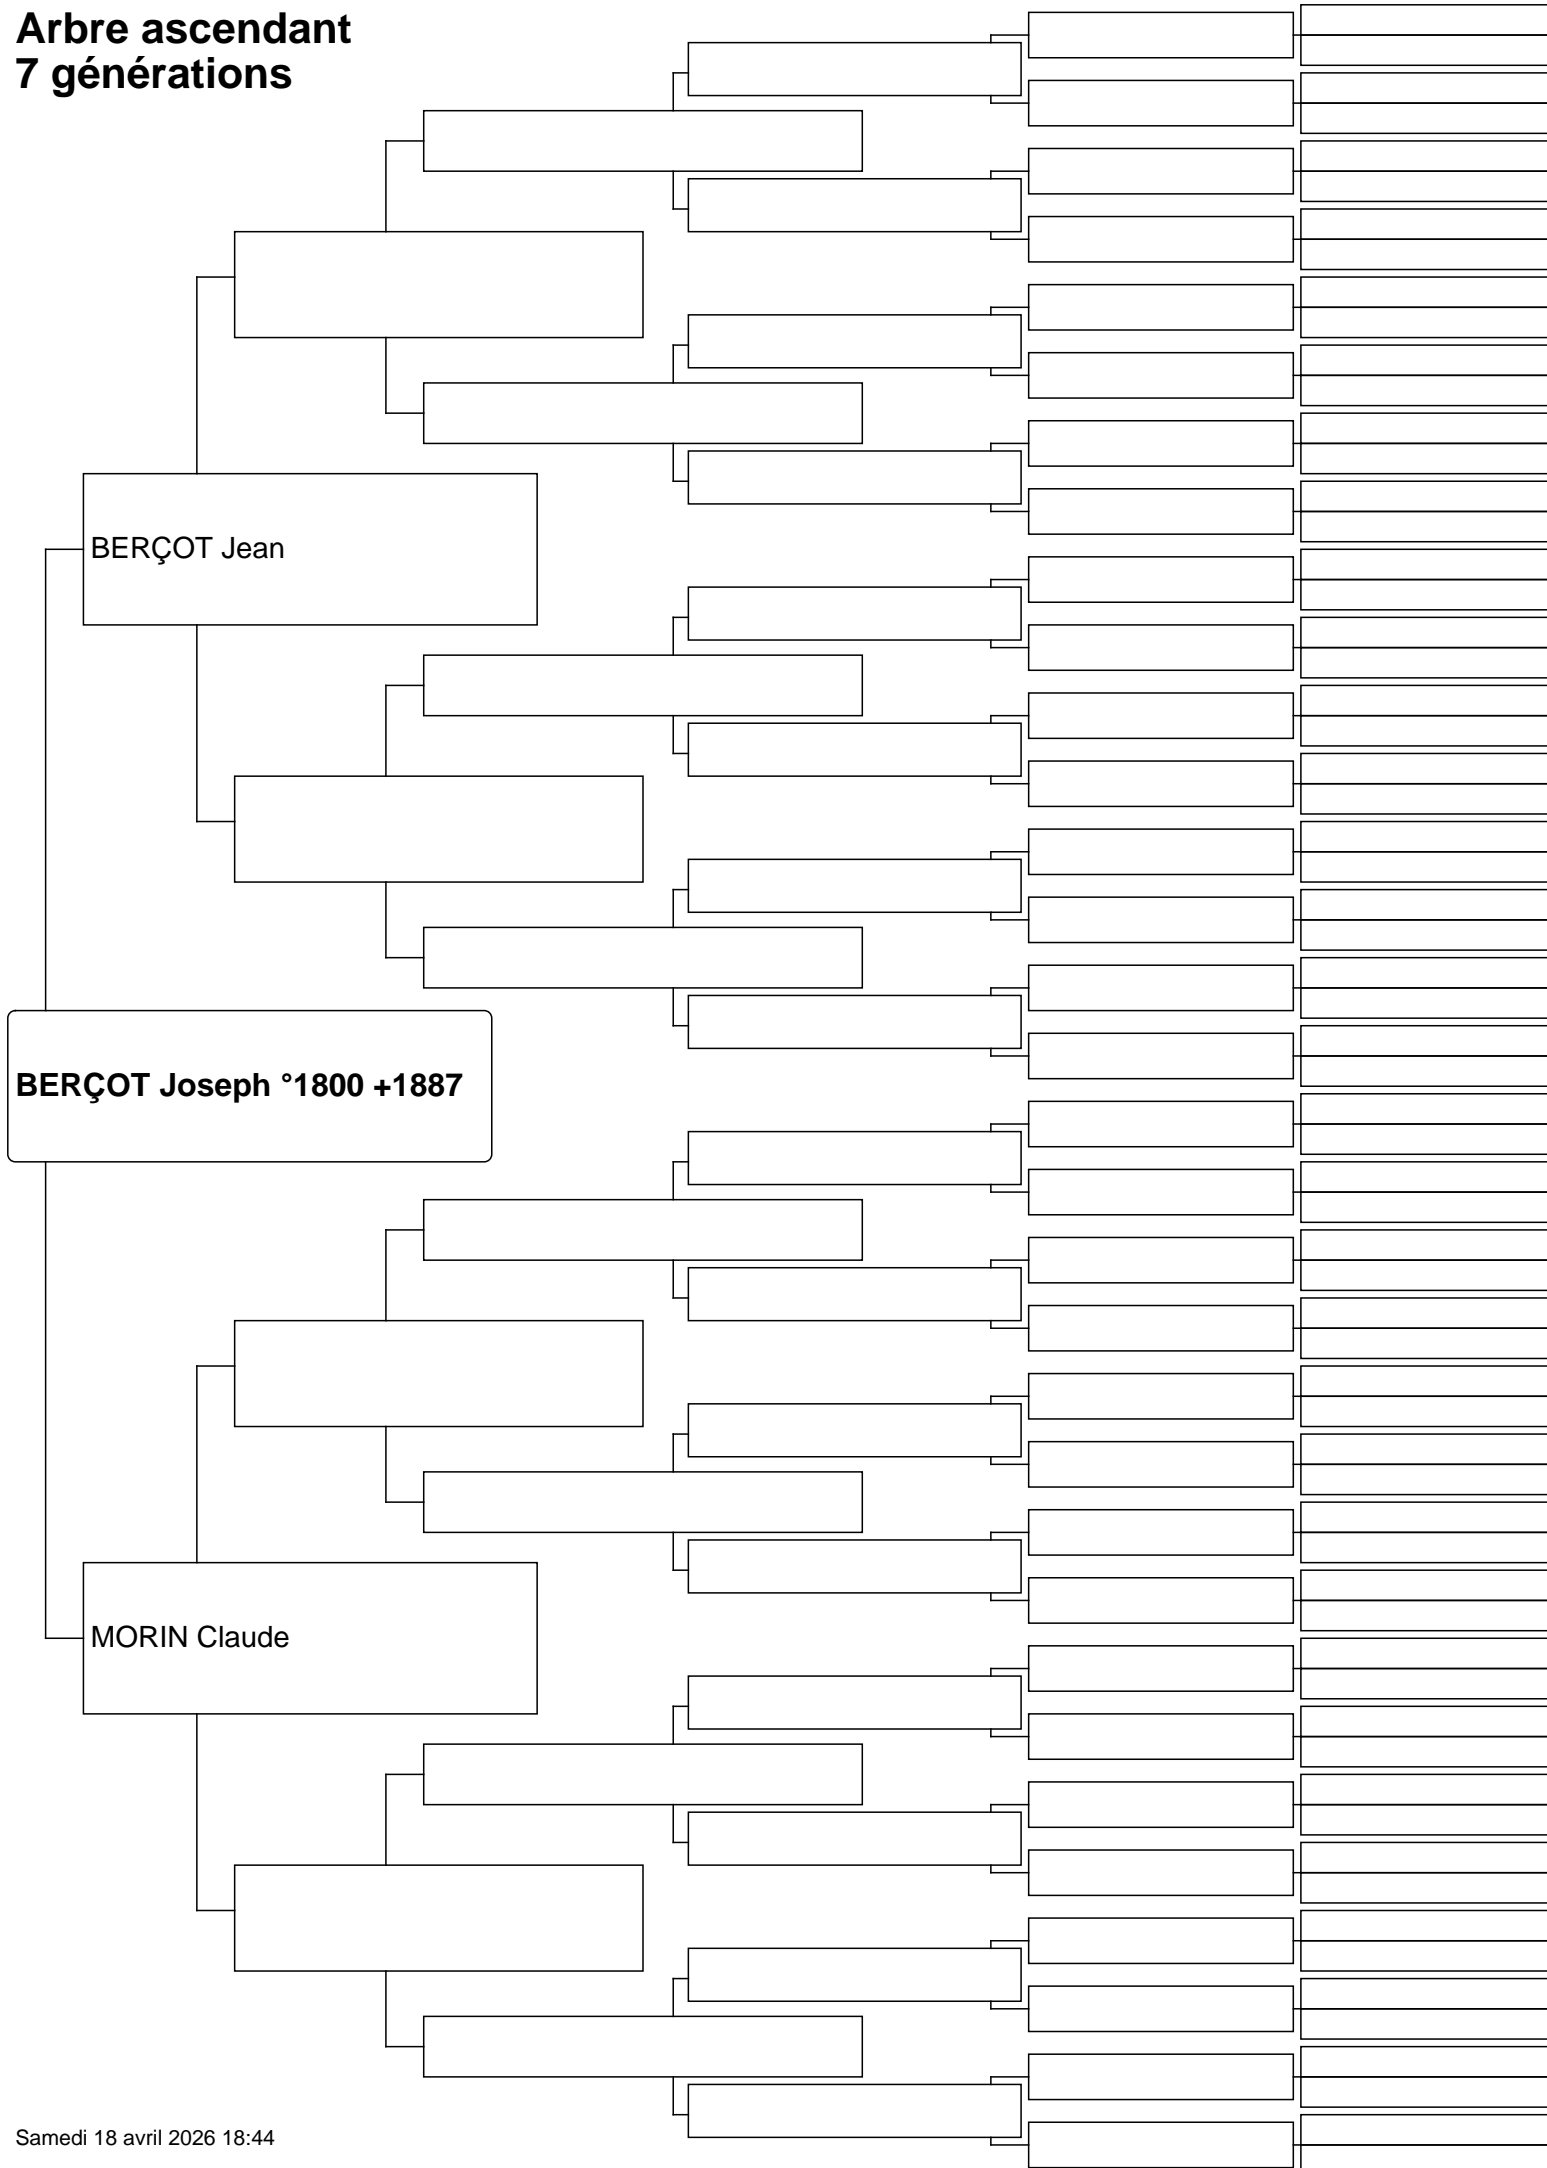 Arbre ascendant
7 générations
BERÇOT Jean
BERÇOT Joseph °1800 +1887
MORIN Claude
Samedi 18 avril 2026 18:44